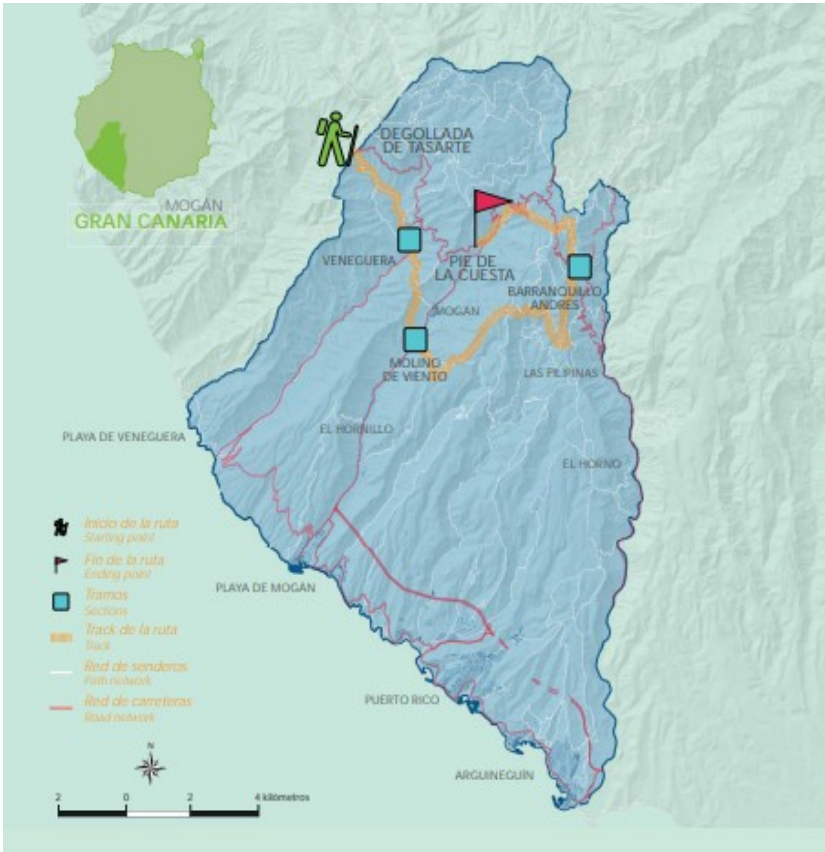 DEGOLLADA
DE TASARTE
MOGÁN
GRAN CANARIA
VENEGUERA
PIE DE
LA CUESTA
BARRANQUILLO
ANDRÉS
MOGÁN
MOLINO
DE VIENTO
LAS FILIPINAS
EL HORNILLO
PLAYA DE VENEGUERA
EL HORNO
Inicio de la ruta
Starting point
Fin de la ruta
Ending point
Tramos
Sections
Track de la ruta
Track
Red de senderos
Path network
Red de carreteras
Road network
PLAYA DE MOGÁN
PUERTO RICO
ARGUINEGUÍN
N
2 0 2 4 kilómetros